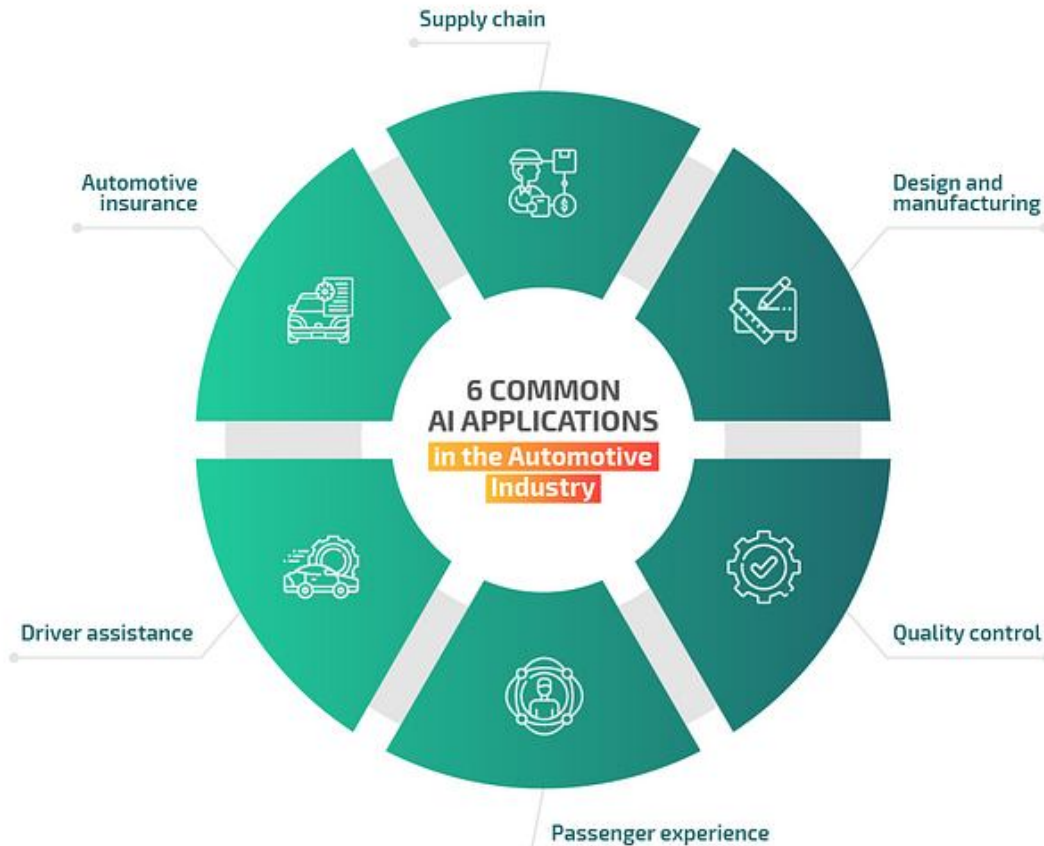 Supply chain
Automotive
insurance
Design and
manufacturing
6 COMMON
AI APPLICATIONS
in the Automotive
Industry
Driver assistance
Quality control
Passenger experience